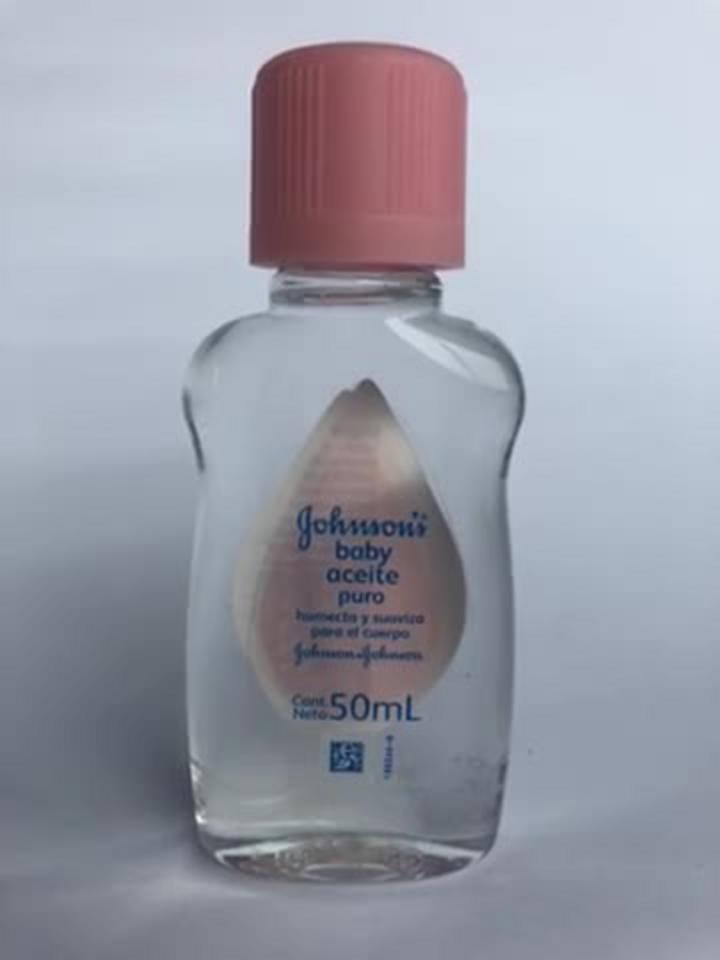 Johnson's
baby
aceite
puro
humecta y suaviza
para el cuerpo
Johnson & Johnson
Cont.
Neto 50mL